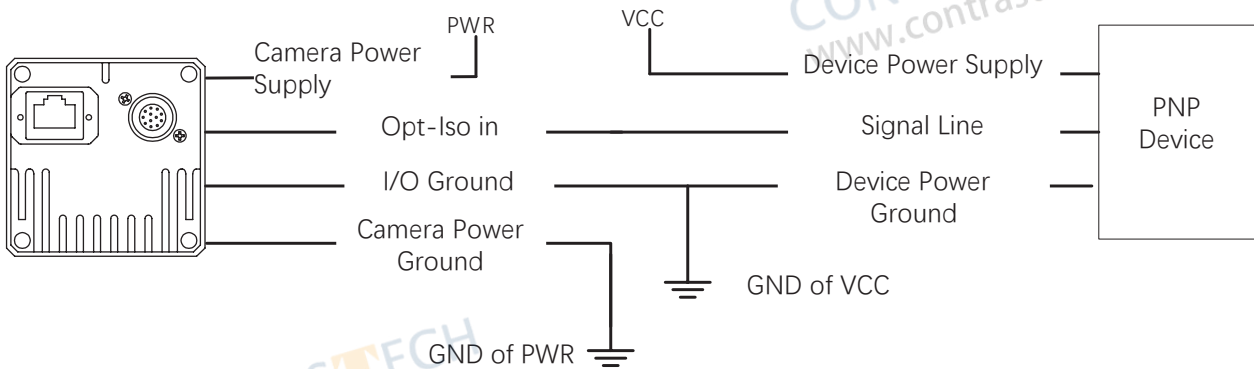 PWR
VCC
Camera Power
Supply
Device Power Supply
PNP
Device
Opt-Iso in
Signal Line
I/O Ground
Device Power
Ground
Camera Power
Ground
GND of VCC
GND of PWR